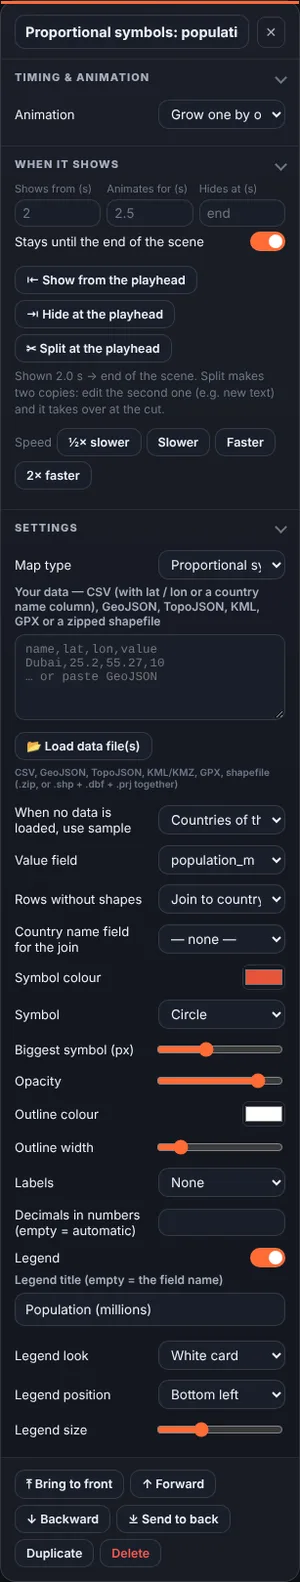 Proportional symbols: populati
×
TIMING & ANIMATION
Animation
Grow one by o
WHEN IT SHOWS
Shows from (s)
Animates for (s)
Hides at (s)
2
2.5
end
Stays until the end of the scene
⇤ Show from the playhead
⇥ Hide at the playhead
✂ Split at the playhead
Shown 2.0 s → end of the scene. Split makes
two copies: edit the second one (e.g. new text)
and it takes over at the cut.
Speed
½× slower
Slower
Faster
2× faster
SETTINGS
Map type
Proportional sy
Your data — CSV (with lat / lon or a country
name column), GeoJSON, TopoJSON, KML,
GPX or a zipped shapefile
name,lat,lon,value
Dubai,25.2,55.27,10
… or paste GeoJSON
📂 Load data file(s)
CSV, GeoJSON, TopoJSON, KML/KMZ, GPX, shapefile
(.zip, or .shp + .dbf + .prj together)
When no data is
loaded, use sample
Countries of th
Value field
population_m
Rows without shapes
Join to country
Country name field
for the join
— none —
Symbol colour
Symbol
Circle
Biggest symbol (px)
Opacity
Outline colour
Outline width
Labels
None
Decimals in numbers
(empty = automatic)
Legend
Legend title (empty = the field name)
Population (millions)
Legend look
White card
Legend position
Bottom left
Legend size
⤒ Bring to front
↑ Forward
↓ Backward
⤓ Send to back
Duplicate
Delete